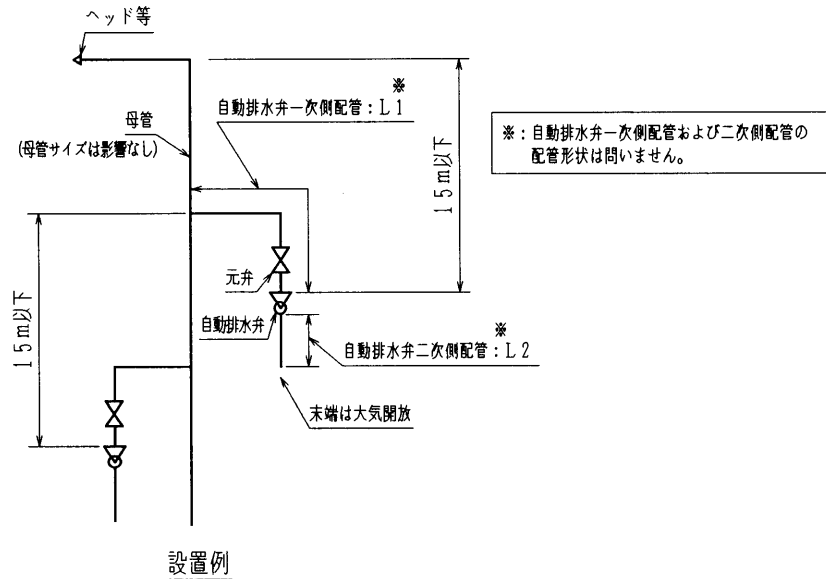 ヘッド等
※
自動排水弁一次側配管：L1
母管
(母管サイズは影響なし)
※：自動排水弁一次側配管および二次側配管の
配管形状は問いません。
15m以下
15m以下
元弁
自動排水弁
※
自動排水弁二次側配管：L2
末端は大気開放
設置例